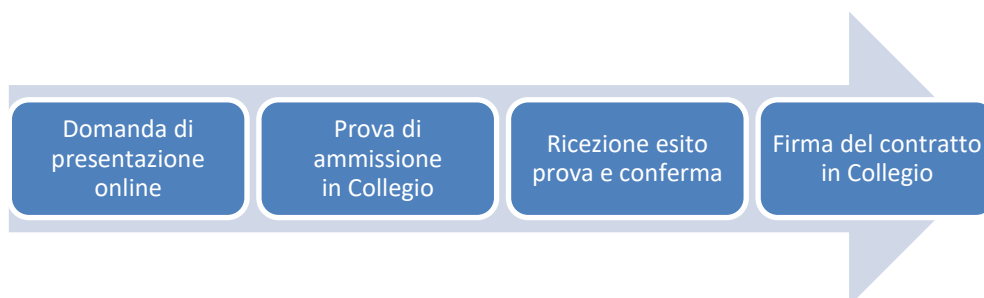 Domanda di
presentazione
online
Prova di
ammissione
in Collegio
Ricezione esito
prova e conferma
Firma del contratto
in Collegio